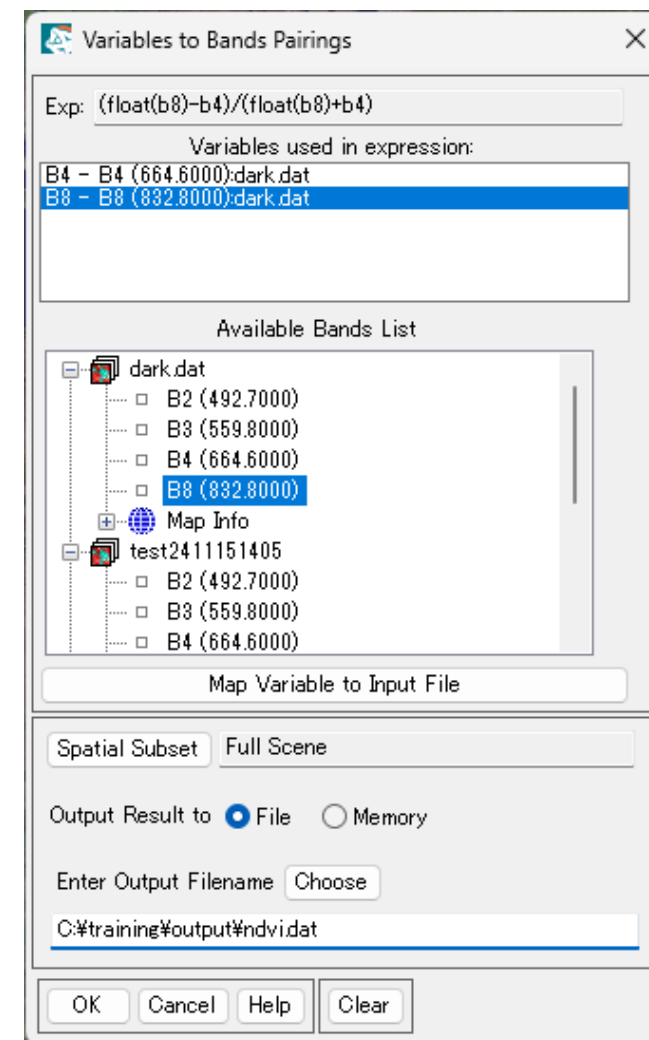 Variables to Bands Pairings
Exp: (float(b8)-b4)/(float(b8)+b4)
Variables used in expression:
B4 - B4 (664.6000):dark.dat
B8 - B8 (832.8000):dark.dat
Available Bands List
dark.dat
B2 (492.7000)
B3 (559.8000)
B4 (664.6000)
B8 (832.8000)
Map Info
test2411151405
B2 (492.7000)
B3 (559.8000)
B4 (664.6000)
Map Variable to Input File
Spatial Subset Full Scene
Output Result to File Memory
Enter Output Filename Choose
C:¥training¥output¥ndvi.dat
OK Cancel Help Clear